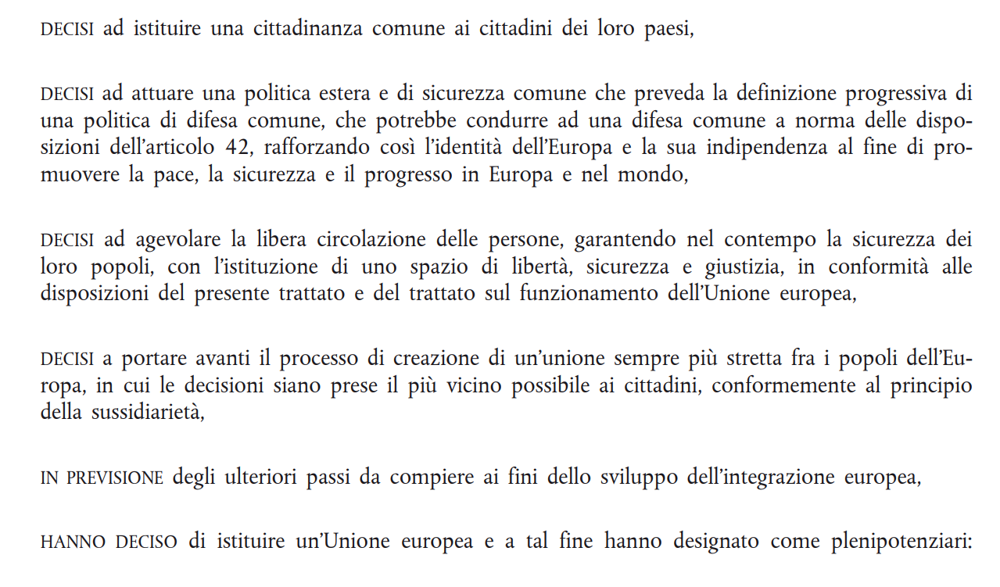 DECISI ad istituire una cittadinanza comune ai cittadini dei loro paesi,
DECISI ad attuare una politica estera e di sicurezza comune che preveda la definizione progressiva di
una politica di difesa comune, che potrebbe condurre ad una difesa comune a norma delle dispo-
sizioni dell’articolo 42, rafforzando così l’identità dell’Europa e la sua indipendenza al fine di pro-
muovere la pace, la sicurezza e il progresso in Europa e nel mondo,
DECISI ad agevolare la libera circolazione delle persone, garantendo nel contempo la sicurezza dei
loro popoli, con l’istituzione di uno spazio di libertà, sicurezza e giustizia, in conformità alle
disposizioni del presente trattato e del trattato sul funzionamento dell’Unione europea,
DECISI a portare avanti il processo di creazione di un’unione sempre più stretta fra i popoli dell’Eu-
ropa, in cui le decisioni siano prese il più vicino possibile ai cittadini, conformemente al principio
della sussidiarietà,
IN PREVISIONE degli ulteriori passi da compiere ai fini dello sviluppo dell’integrazione europea,
HANNO DECISO di istituire un’Unione europea e a tal fine hanno designato come plenipotenziari: